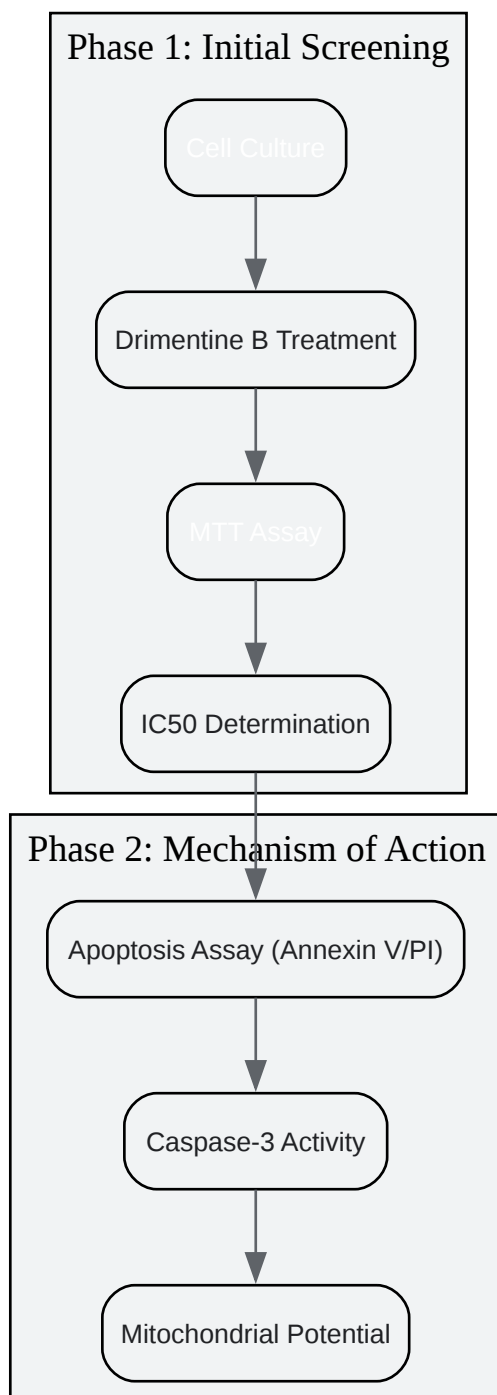 Phase 1: Initial Screening
Cell Culture
Drimentine B Treatment
MTT Assay
IC50 Determination
Phase 2: Mechanism of Action
Apoptosis Assay (Annexin V/PI)
Caspase-3 Activity
Mitochondrial Potential